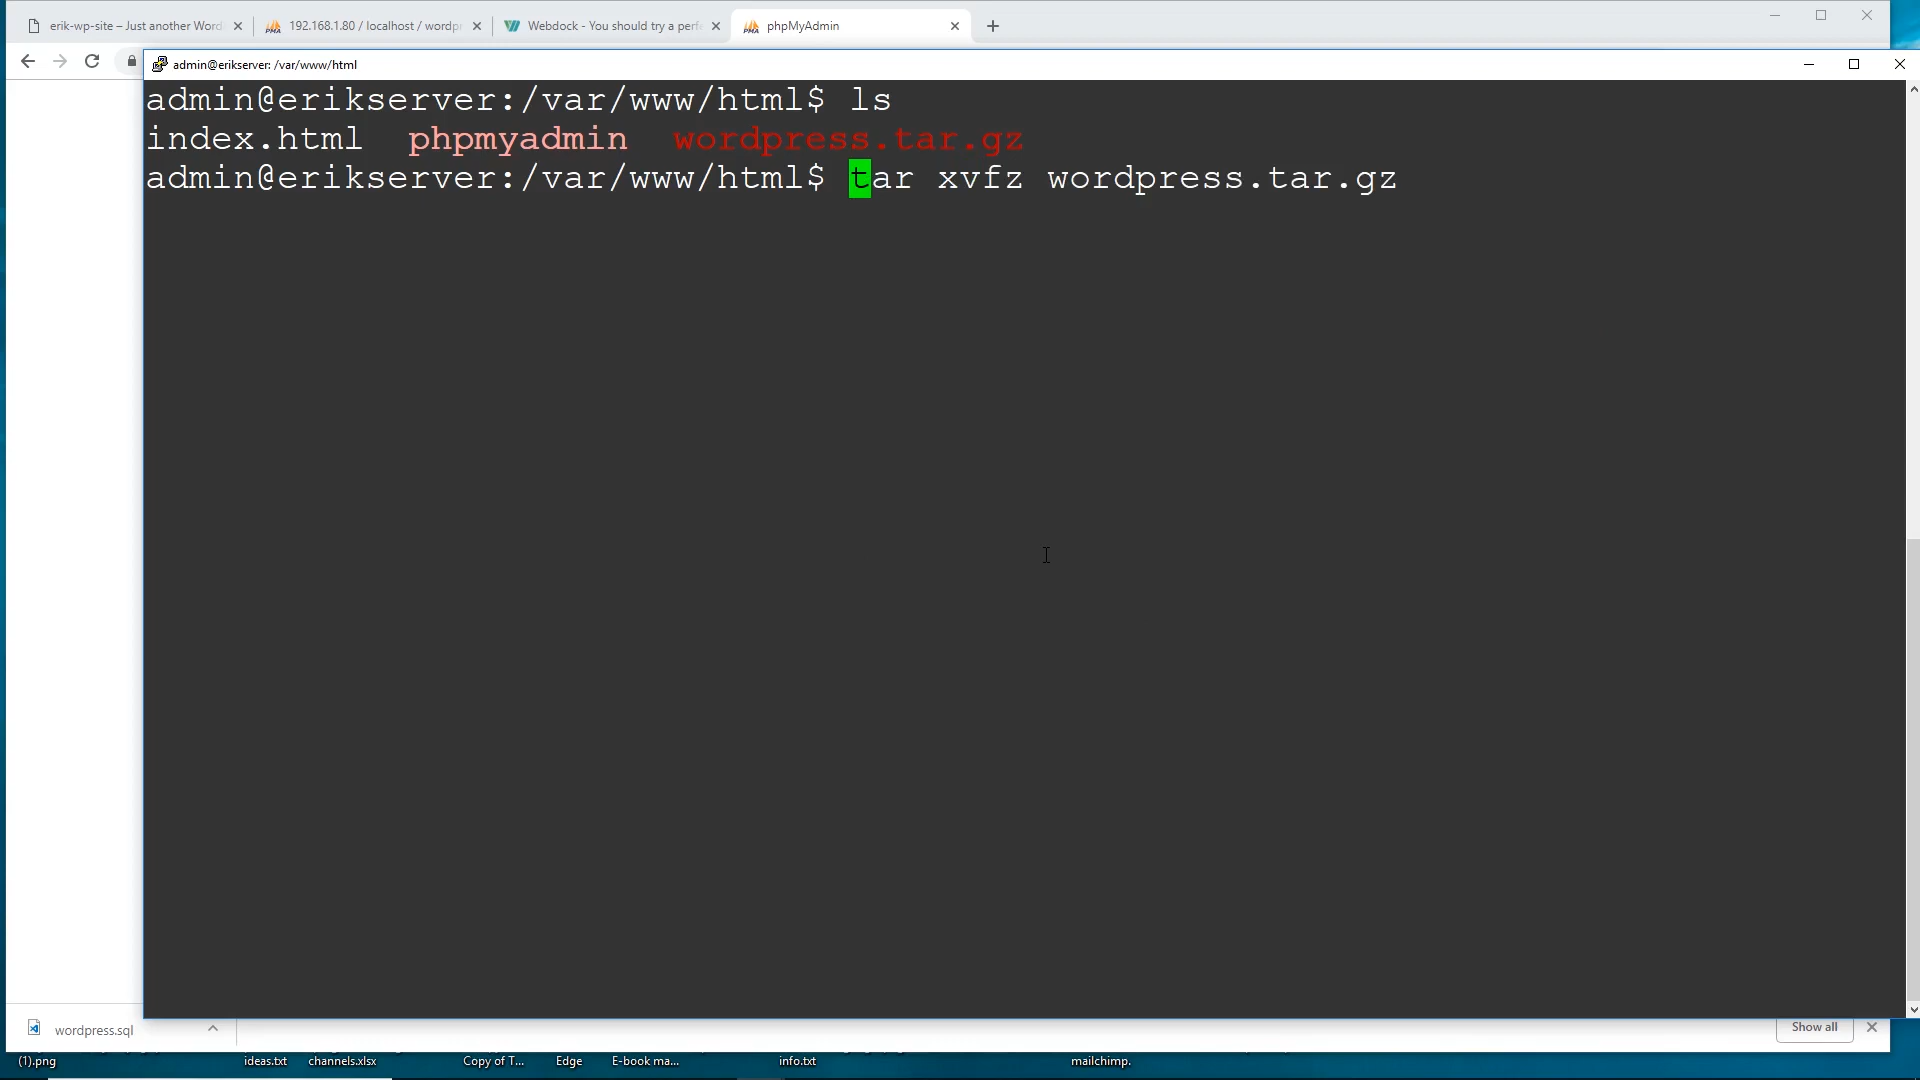 erik-wp-site – Just another Word
192.168.1.80 / localhost / wordpr
Webdock - You should try a perfe
phpMyAdmin
admin@erikserver: /var/www/html
admin@erikserver:/var/www/html$ ls
index.html phpmyadmin wordpress.tar.gz
admin@erikserver:/var/www/html$ tar xvfz wordpress.tar.gz
wordpress.sql
Show all
(1).png
ideas.txt
channels.xlsx
Copy of T...
Edge
E-book ma...
info.txt
mailchimp.